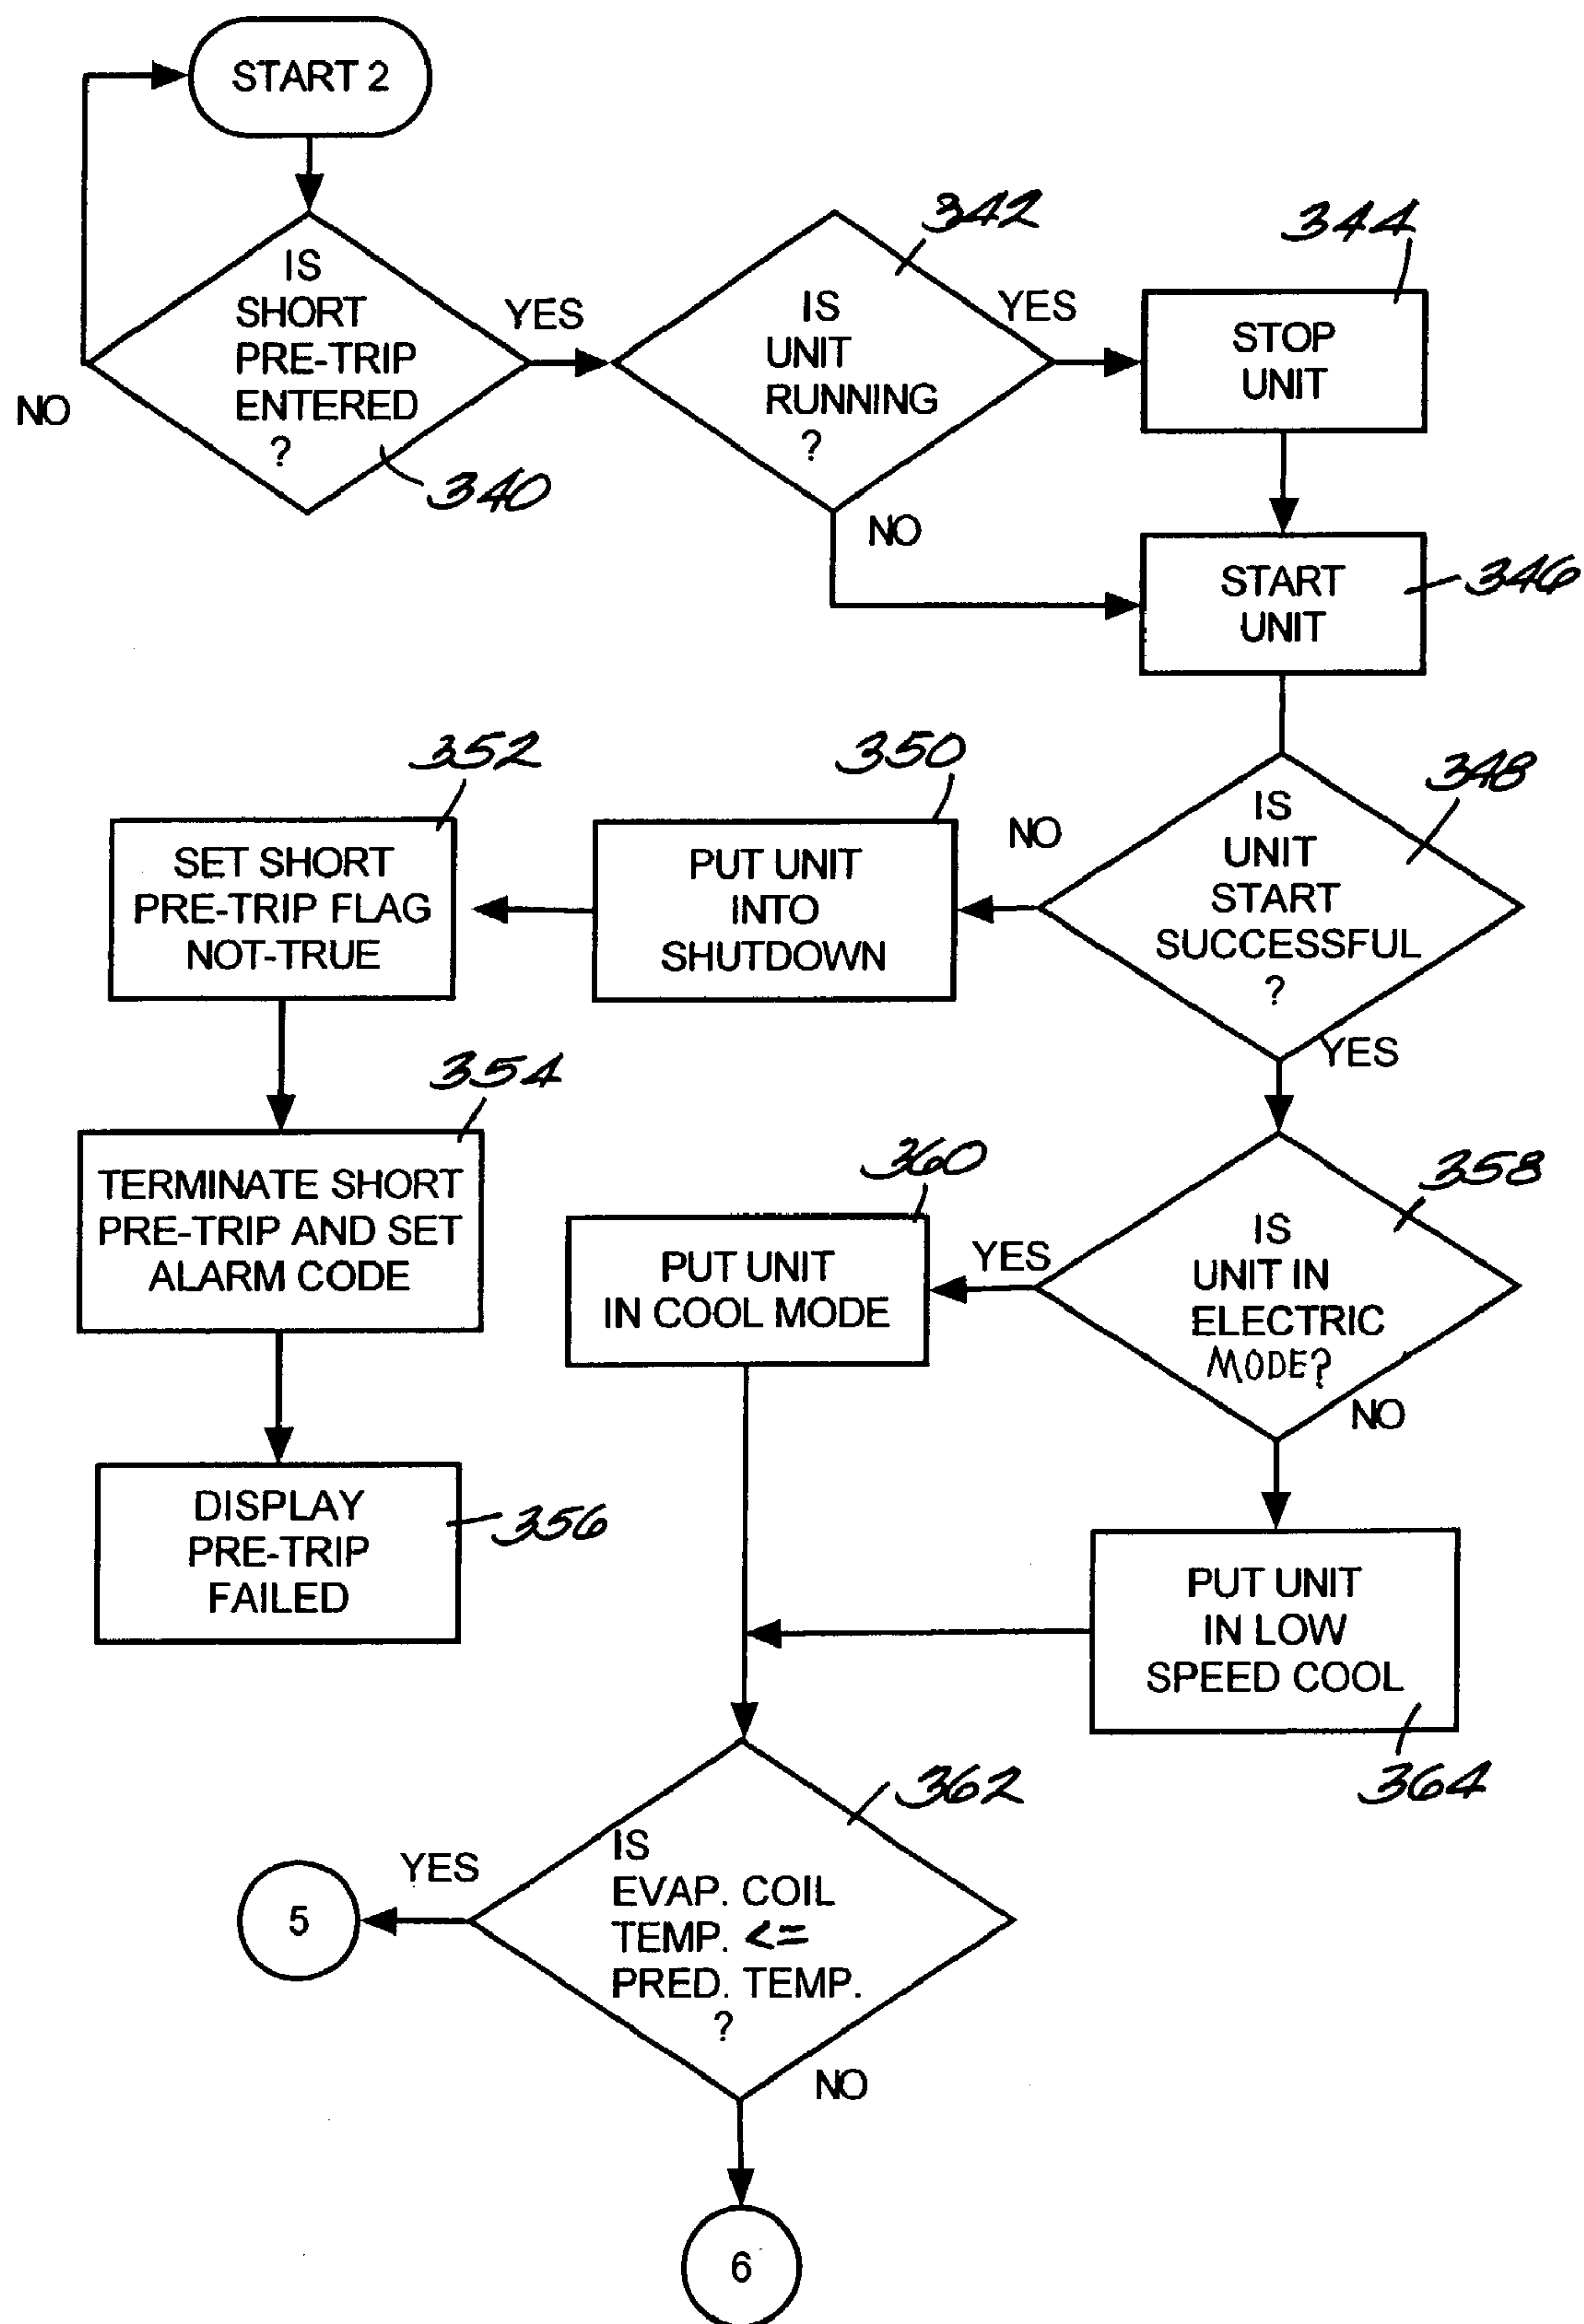 START 2
IS
SHORT
PRE-TRIP
ENTERED
?
NO
YES
340
342
IS
UNIT
RUNNING
?
YES
NO
344
STOP
UNIT
START
UNIT
346
348
IS
UNIT
START
SUCCESSFUL
?
NO
YES
350
PUT UNIT
INTO
SHUTDOWN
352
SET SHORT
PRE-TRIP FLAG
NOT-TRUE
354
TERMINATE SHORT
PRE-TRIP AND SET
ALARM CODE
DISPLAY
PRE-TRIP
FAILED
356
358
IS
UNIT IN
ELECTRIC
MODE?
YES
NO
360
PUT UNIT
IN COOL MODE
PUT UNIT
IN LOW
SPEED COOL
364
362
IS
EVAP. COIL
TEMP. <=
PRED. TEMP.
?
YES
5
NO
6